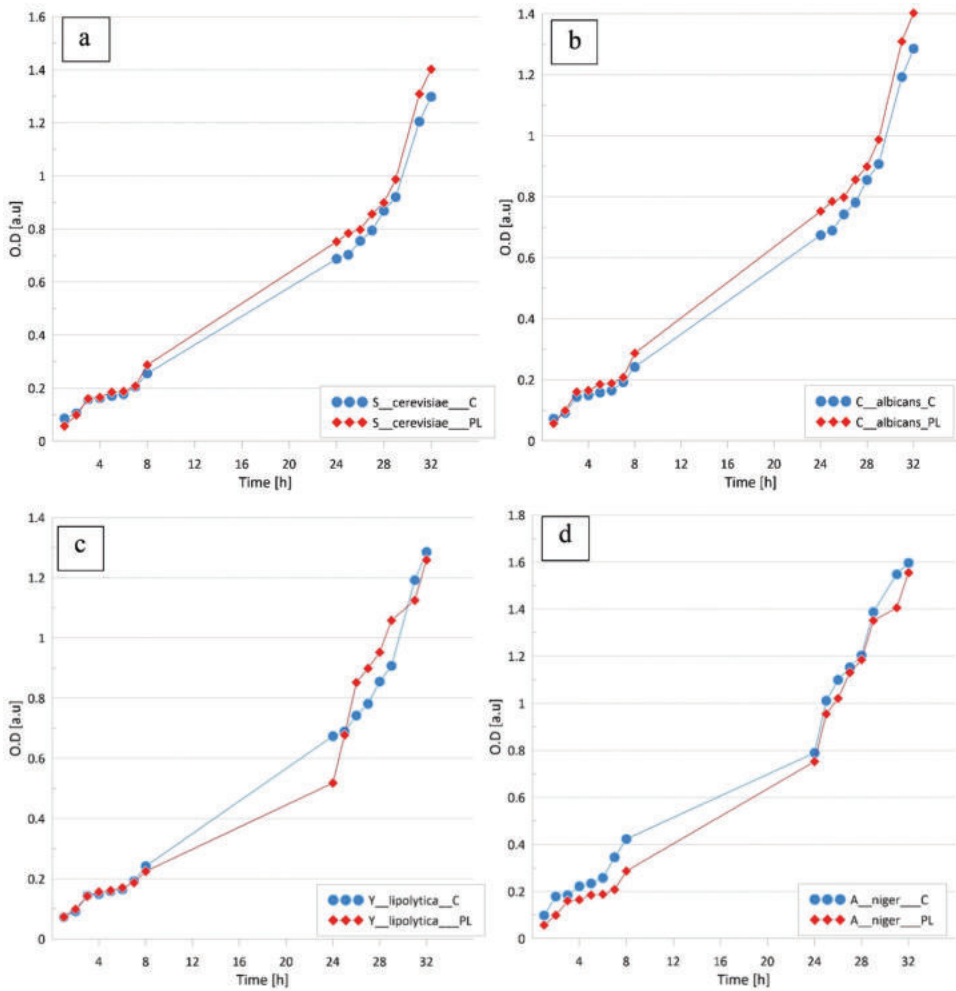 a
1.6
1.4
1.2
1
0.8
0.6
0.4
0.2
0
O.D [a.u]
4 8 12 16 20 24 28 32
Time [h]
S__cerevisiae___C
S__cerevisiae___PL
b
1.4
1.2
1
0.8
0.6
0.4
0.2
0
O.D [a.u]
4 8 12 16 20 24 28 32
Time [h]
C__albicans_C
C__albicans_PL
c
1.4
1.2
1
0.8
0.6
0.4
0.2
0
O.D [a.u]
4 8 12 16 20 24 28 32
Time [h]
Y__lipolytica__C
Y__lipolytica___PL
d
1.8
1.6
1.4
1.2
1
0.8
0.6
0.4
0.2
0
O.D [a.u]
4 8 12 16 20 24 28 32
Time [h]
A__niger___C
A__niger___PL